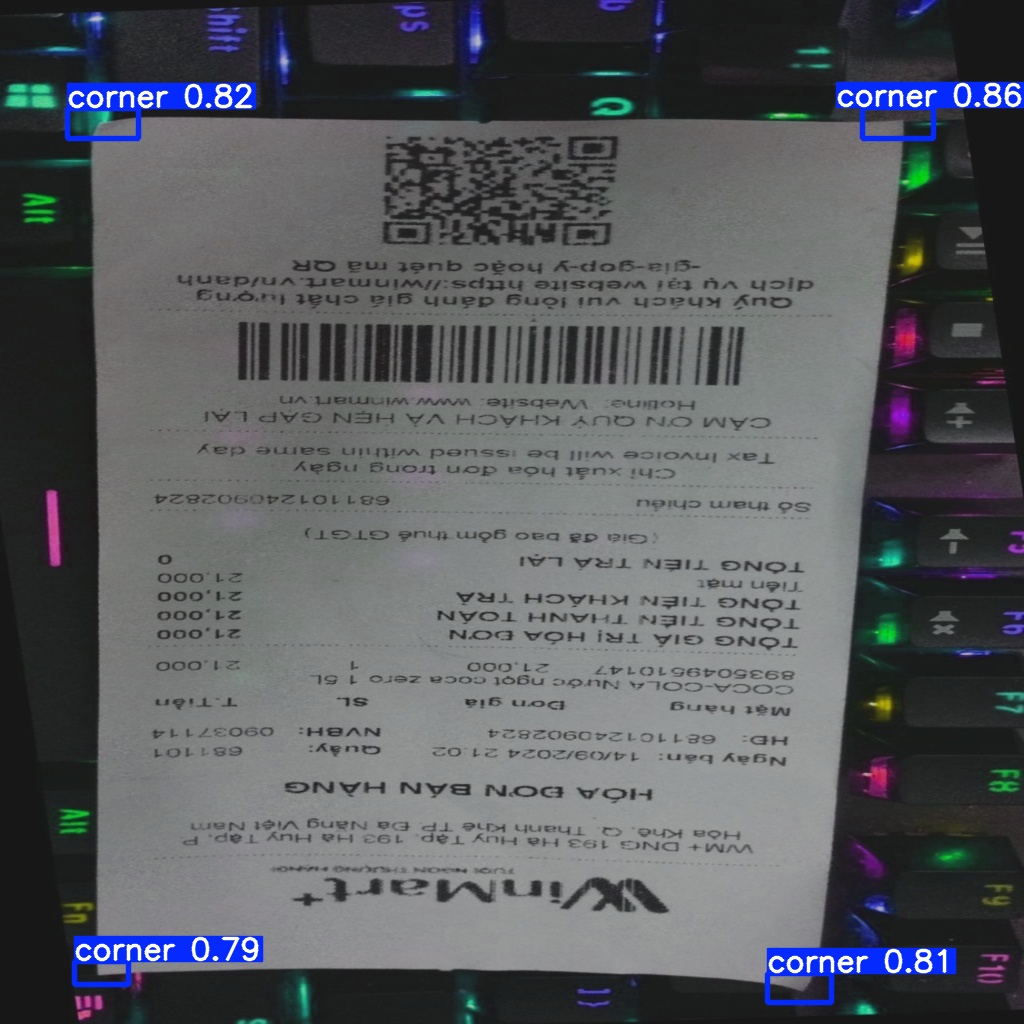 WinMart+
TƯƠI NGON THƯỢNG HẠNG
WM+ DNG 193 Hà Huy Tập, 193 Hà Huy Tập, P.
Hòa Khê, Q. Thanh Khê TP. Đà Nẵng Việt Nam
HÓA ĐƠN BÁN HÀNG
Ngày bán: 14/09/2024 21:02 Quầy: 681101
HĐ: 681101240902824 NVBH: 09037114
Mặt hàng Đơn giá SL T.Tiền
COCA-COLA Nước ngọt coca zero 1.5L
8935049510147 21,000 1 21,000
TỔNG GIÁ TRỊ HÓA ĐƠN 21,000
TỔNG TIỀN THANH TOÁN 21,000
TỔNG TIỀN KHÁCH TRẢ 21,000
Tiền mặt 21,000
TỔNG TIỀN TRẢ LẠI 0
(Giá đã bao gồm thuế GTGT)
Số tham chiếu 681101240902824
Chỉ xuất hóa đơn trong ngày
Tax Invoice will be issued within same day
CẢM ƠN QUÝ KHÁCH VÀ HẸN GẶP LẠI
Hotline: Website: www.winmart.vn
Quý khách vui lòng đánh giá chất lượng
dịch vụ tại website https://winmart.vn/danh
-gia-gop-y hoặc quét mã QR
corner 0.82
corner 0.86
corner 0.79
corner 0.81
Shift
Alt
Alt
Fn
F5
F6
F7
F8
F9
F10